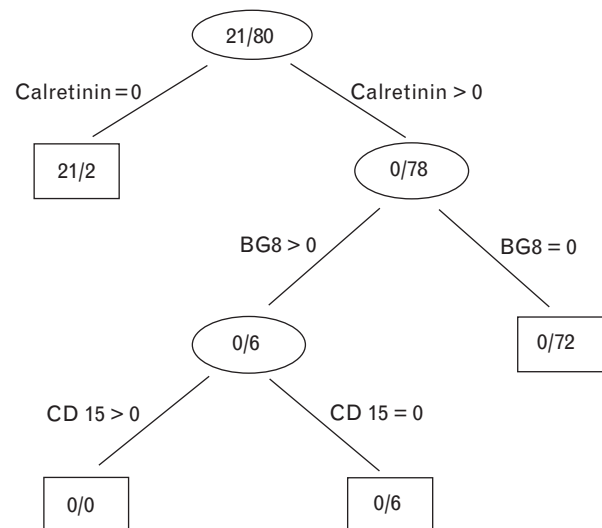 21/80
Calretinin = 0
Calretinin > 0
21/2
0/78
BG8 > 0
BG8 = 0
0/6
0/72
CD 15 > 0
CD 15 = 0
0/0
0/6